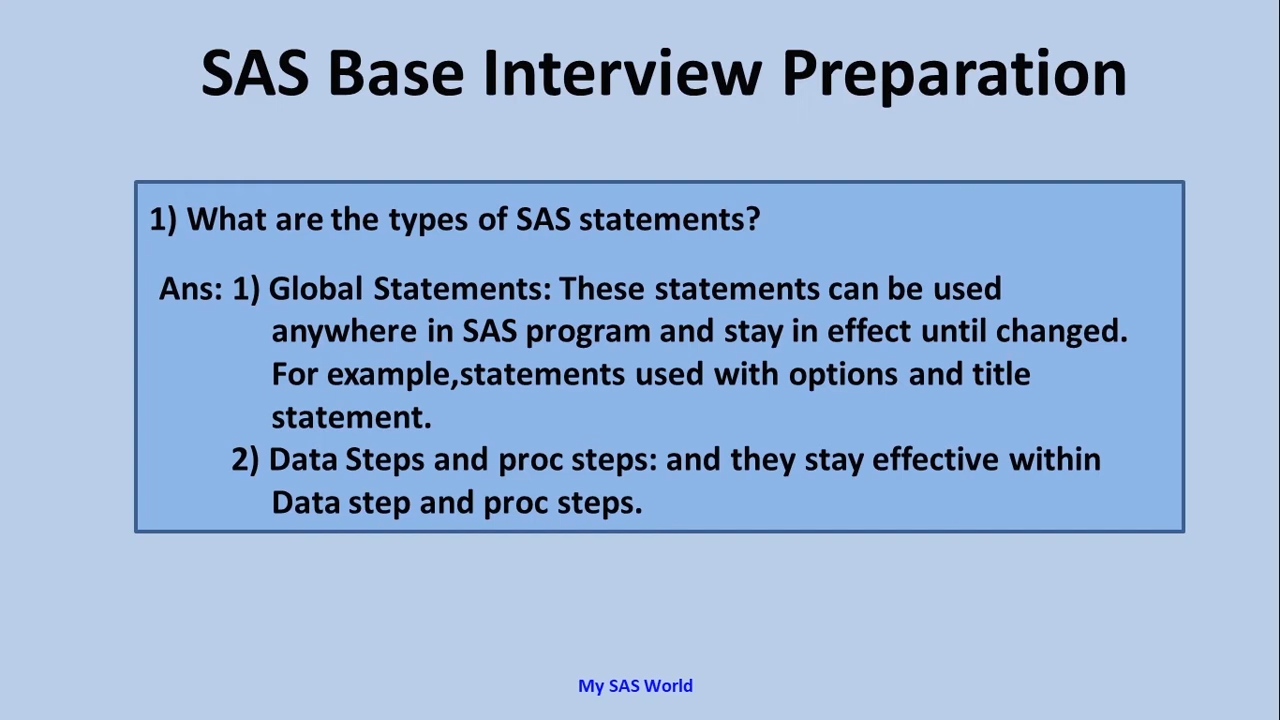 SAS Base Interview Preparation
1) What are the types of SAS statements?
Ans: 1) Global Statements: These statements can be used
anywhere in SAS program and stay in effect until changed.
For example,statements used with options and title
statement.
2) Data Steps and proc steps: and they stay effective within
Data step and proc steps.
My SAS World